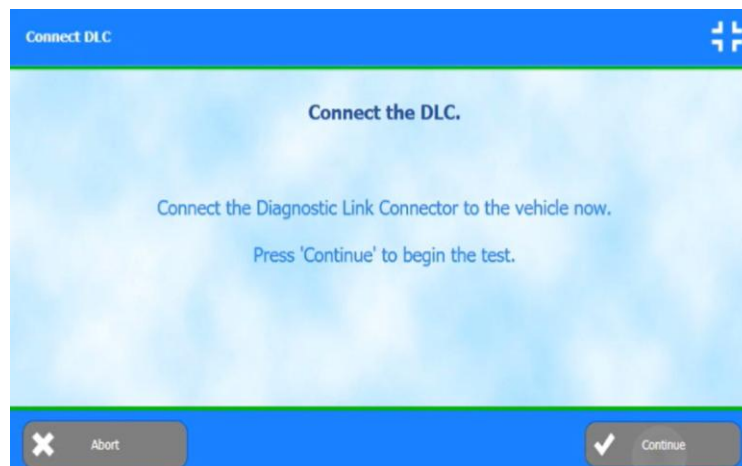 Connect DLC
Connect the DLC.
Connect the Diagnostic Link Connector to the vehicle now.
Press 'Continue' to begin the test.
Abort
Continue